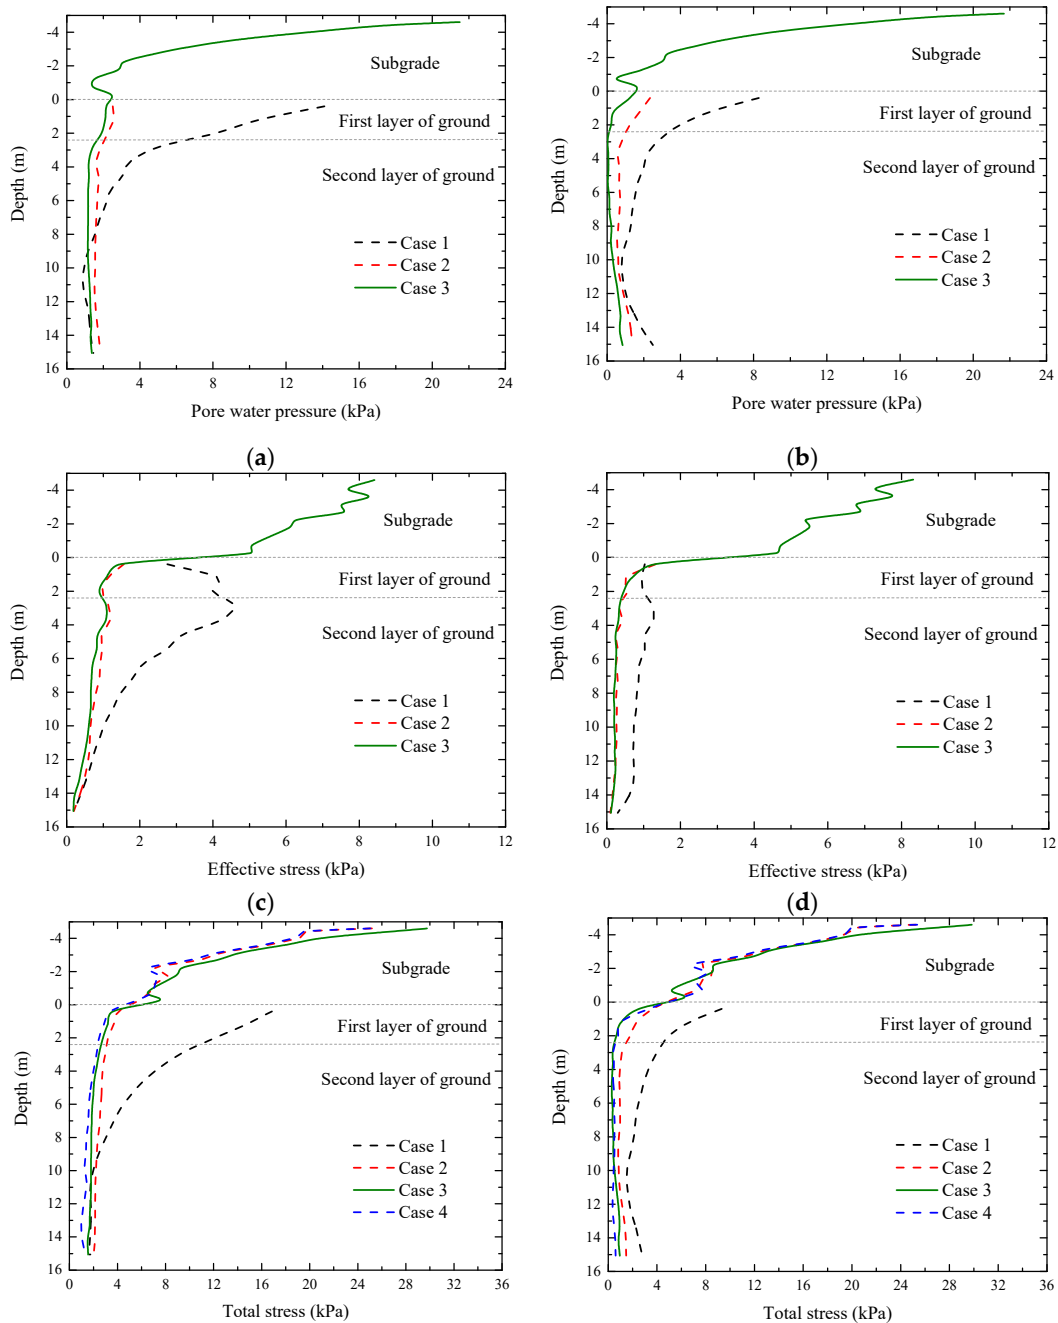 -4
-2
0
2
4
6
8
10
12
14
16
0
4
8
12
16
20
24
Depth (m)
Pore water pressure (kPa)
Subgrade
First layer of ground
Second layer of ground
Case 1
Case 2
Case 3
(a)
-4
-2
0
2
4
6
8
10
12
14
16
0
4
8
12
16
20
24
Depth (m)
Pore water pressure (kPa)
Subgrade
First layer of ground
Second layer of ground
Case 1
Case 2
Case 3
(b)
-4
-2
0
2
4
6
8
10
12
14
16
0
2
4
6
8
10
12
Depth (m)
Effective stress (kPa)
Subgrade
First layer of ground
Second layer of ground
Case 1
Case 2
Case 3
(c)
-4
-2
0
2
4
6
8
10
12
14
16
0
2
4
6
8
10
12
Depth (m)
Effective stress (kPa)
Subgrade
First layer of ground
Second layer of ground
Case 1
Case 2
Case 3
(d)
-4
-2
0
2
4
6
8
10
12
14
16
0
4
8
12
16
20
24
28
32
36
Depth (m)
Total stress (kPa)
Subgrade
First layer of ground
Second layer of ground
Case 1
Case 2
Case 3
Case 4
-4
-2
0
2
4
6
8
10
12
14
16
0
4
8
12
16
20
24
28
32
36
Depth (m)
Total stress (kPa)
Subgrade
First layer of ground
Second layer of ground
Case 1
Case 2
Case 3
Case 4